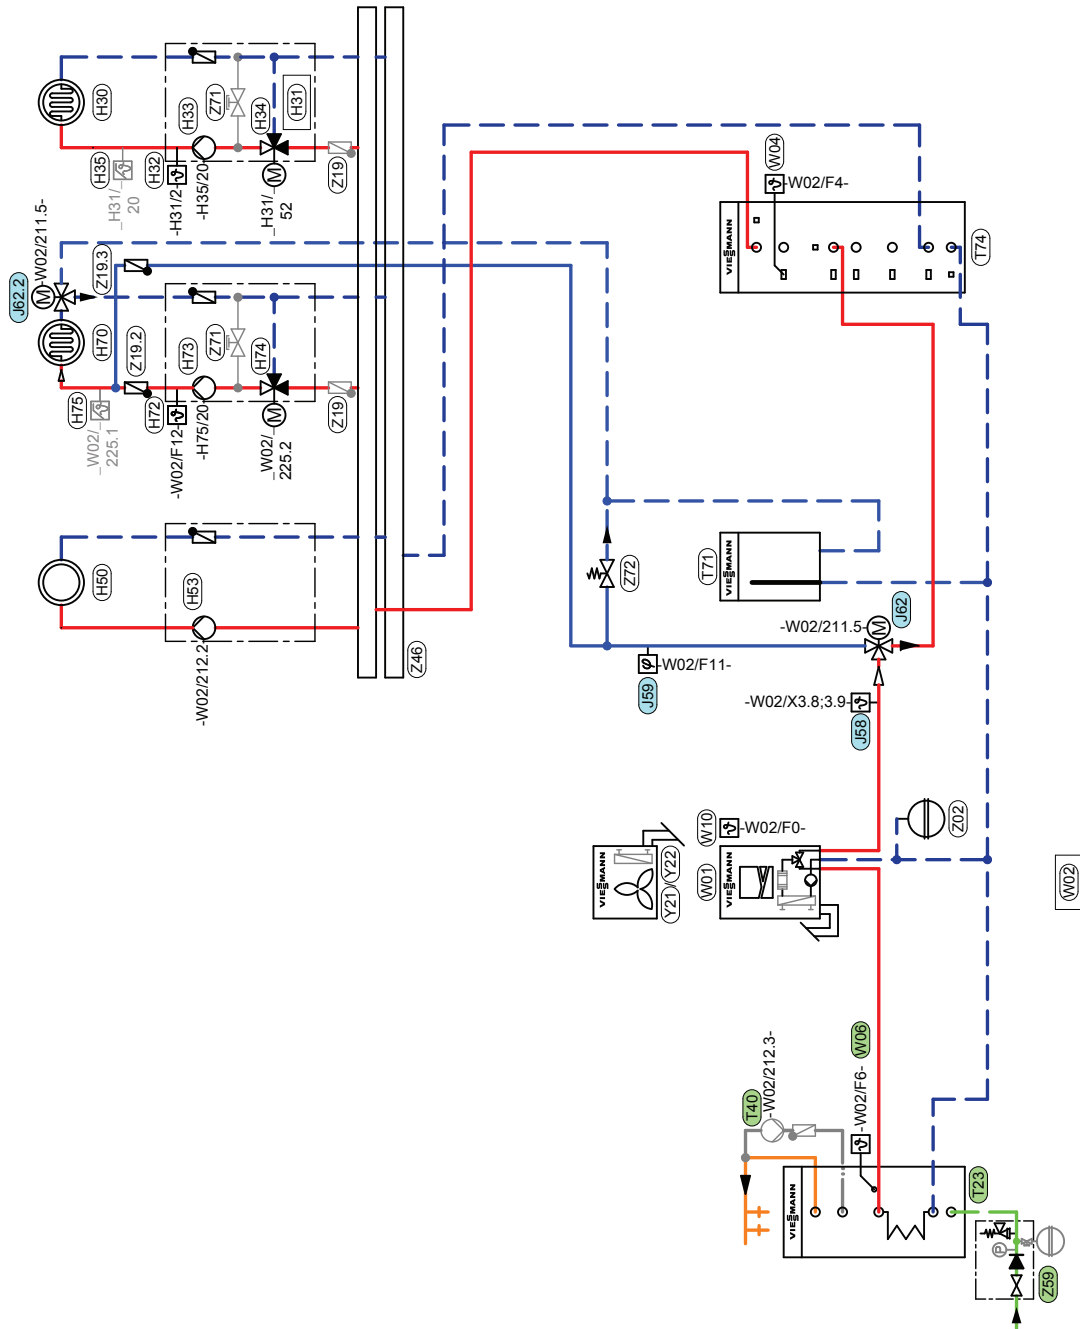 J62.2
-W02/211.5-
H30
H35
_H31/_
20
H32
-H31/2-
H33
-H35/20-
Z71
H34
_H31/_
52
H31
Z19
Z19.3
H70
Z19.2
H75
_W02/_
225.1
H72
-W02/F12-
H73
-H75/20-
Z71
H74
_W02/_
225.2
Z19
M
M
M
H50
H53
-W02/212.2-
Z46
W04
-W02/F4-
VIESMANN
T74
Z72
T71
VIESMANN
J62
-W02/211.5-
M
J59
-W02/F11-
J58
-W02/X3.8;3.9-
W10
-W02/F0-
W01
VIESMANN
Y21
Y22
VIESMANN
Z02
W02
T40
-W02/212.3-
W06
-W02/F6-
VIESMANN
T23
P
Z59